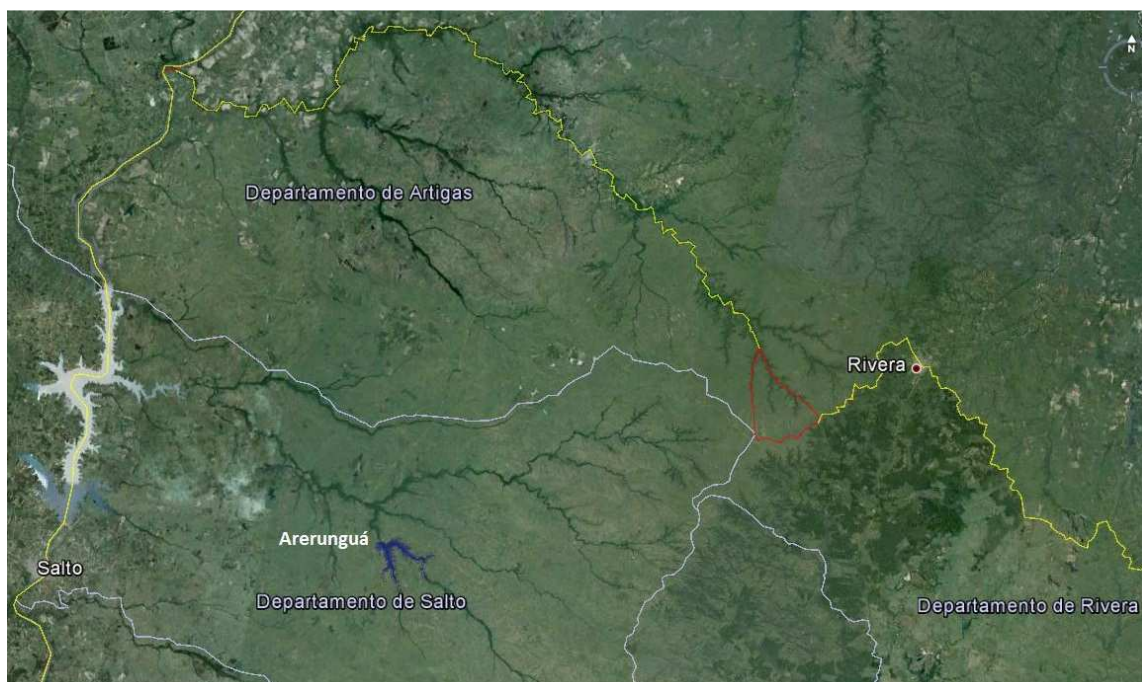 N
Departamento de Artigas
Rivera
Arerunguá
Salto
Departamento de Salto
Departamento de Rivera